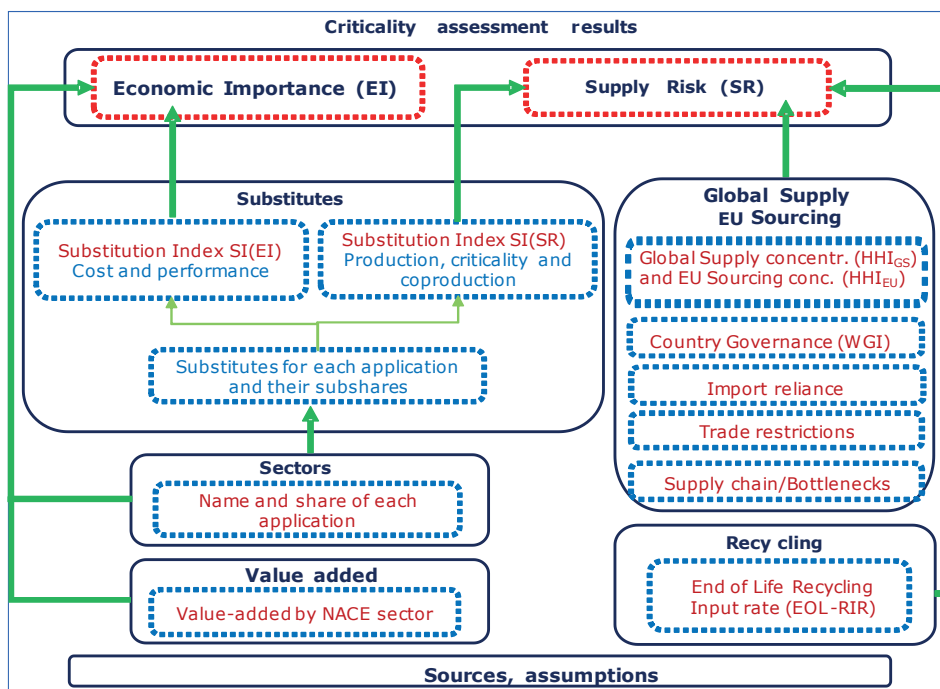 Criticality assessment results
Economic Importance (EI)
Supply Risk (SR)
Substitutes
Substitution Index SI(EI)
Cost and performance
Substitution Index SI(SR)
Production, criticality and
coproduction
Substitutes for each application
and their subshares
Sectors
Name and share of each
application
Value added
Value-added by NACE sector
Global Supply
EU Sourcing
Global Supply concentr. (HHIGS)
and EU Sourcing conc. (HHIEU)
Country Governance (WGI)
Import reliance
Trade restrictions
Supply chain/Bottlenecks
Recy cling
End of Life Recycling
Input rate (EOL-RIR)
Sources, assumptions